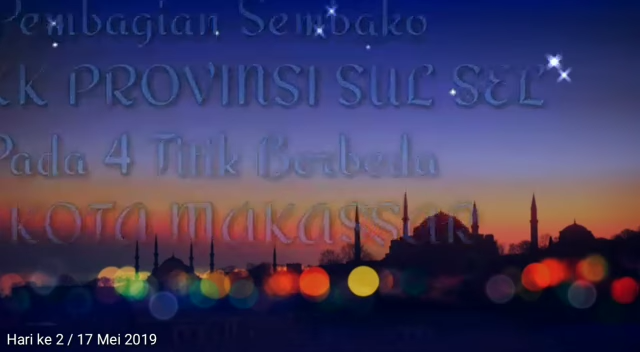 Pembagian Sembako
K PROVINSI SUL SEL
Pada 4 Titik Berbeda
KOTA MAKASSAR
Hari ke 2 / 17 Mei 2019